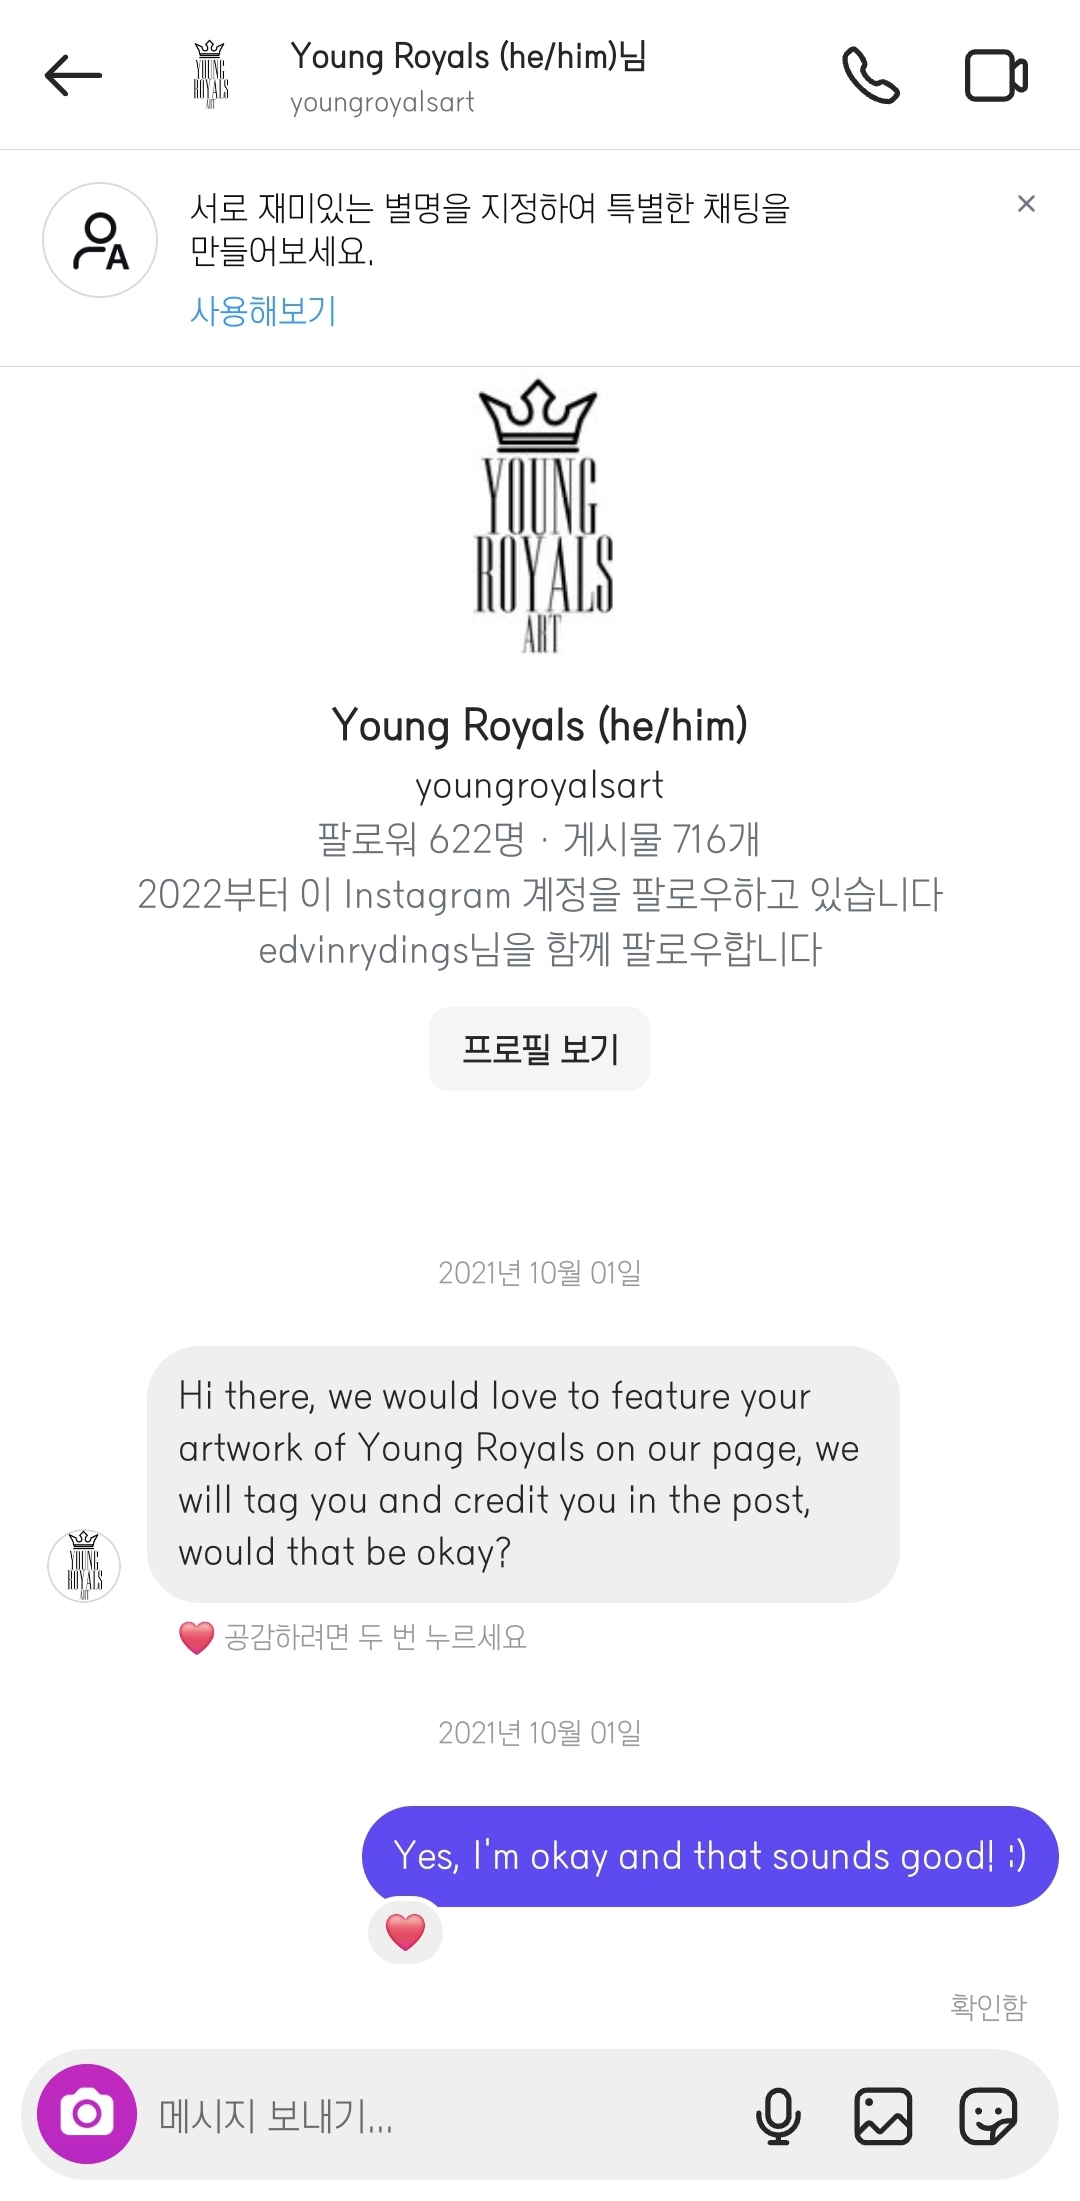 YOUNG
ROYALS
ART
Young Royals (he/him)님
youngroyalsart
서로 재미있는 별명을 지정하여 특별한 채팅을
만들어보세요.
사용해보기
A
YOUNG
ROYALS
ART
Young Royals (he/him)
youngroyalsart
팔로워 622명 · 게시물 716개
2022부터 이 Instagram 계정을 팔로우하고 있습니다
edvinrydings님을 함께 팔로우합니다
프로필 보기
2021년 10월 01일
Hi there, we would love to feature your
artwork of Young Royals on our page, we
will tag you and credit you in the post,
would that be okay?
YOUNG
ROYALS
ART
❤️ 공감하려면 두 번 누르세요
2021년 10월 01일
Yes, I'm okay and that sounds good! :)
❤️
확인함
메시지 보내기...